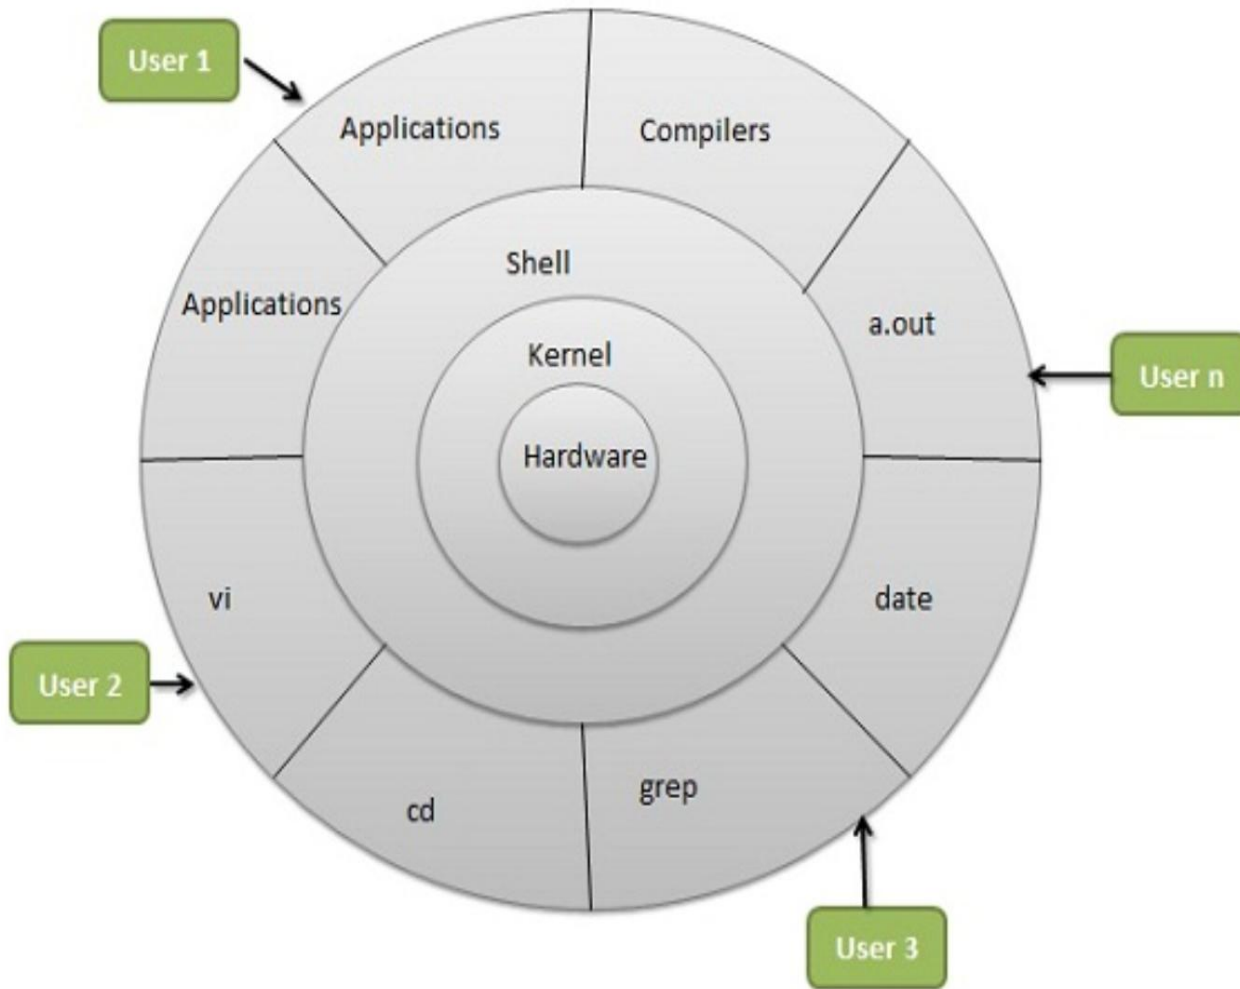 User 1
Applications
Compilers
Shell
Applications
a.out
Kernel
User n
Hardware
vi
date
User 2
cd
grep
User 3